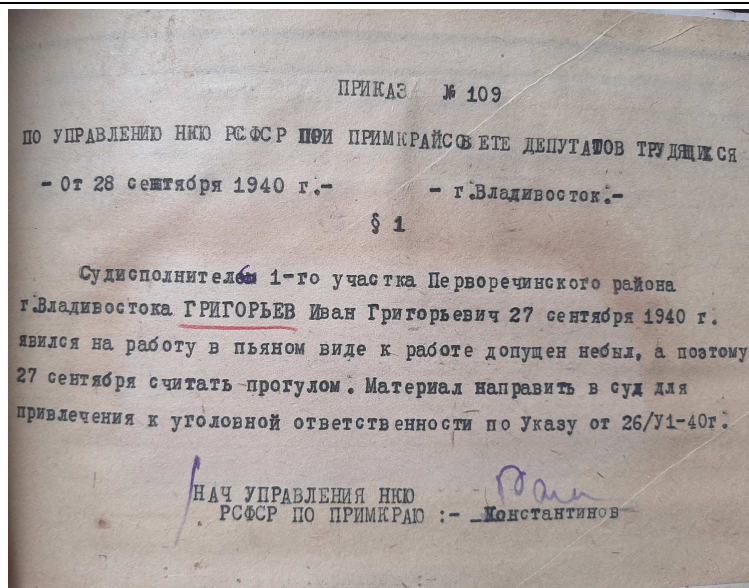 ПРИКАЗ № 109
ПО УПРАВЛЕНИЮ НКЮ РСФСР ПРИ ПРИМКРАЙСОВЕТЕ ДЕПУТАТОВ ТРУДЯЩИХСЯ
- От 28 сентября 1940 г.- - г.Владивосток.-
§ 1
Судисполнитель 1-го участка Перворечинского района
г.Владивостока ГРИГОРЬЕВ Иван Григорьевич 27 сентября 1940 г.
явился на работу в пьяном виде к работе допущен небыл, а поэтому
27 сентября считать прогулом. Материал направить в суд для
привлечения к уголовной ответственности по Указу от 26/У1-40г.
НАЧ УПРАВЛЕНИЯ НКЮ
РСФСР ПО ПРИМКРАЮ :- Константинов